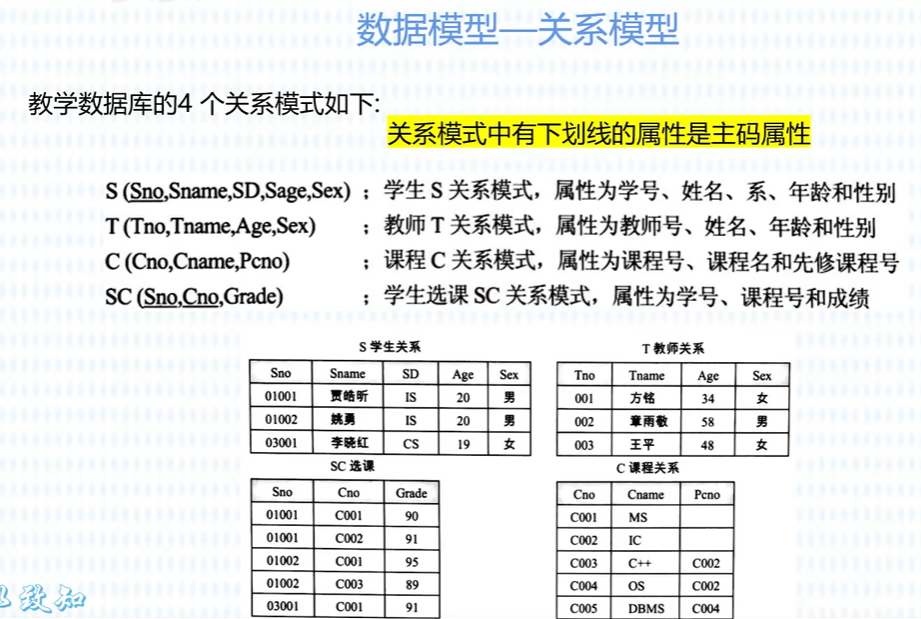 数据模型—关系模型
教学数据库的4 个关系模式如下:
关系模式中有下划线的属性是主码属性
S (Sno,Sname,SD,Sage,Sex) ; 学生 S 关系模式，属性为学号、姓名、系、年龄和性别
T (Tno,Tname,Age,Sex) ; 教师 T 关系模式，属性为教师号、姓名、年龄和性别
C (Cno,Cname,Pcno) ; 课程 C 关系模式，属性为课程号、课程名和先修课程号
SC (Sno,Cno,Grade) ; 学生选课 SC 关系模式，属性为学号、课程号和成绩
S 学生关系
Sno Sname SD Age Sex
01001 贾皓昕 IS 20 男
01002 姚勇 IS 20 男
03001 李晓红 CS 19 女
T 教师关系
Tno Tname Age Sex
001 方铭 34 女
002 章雨敬 58 男
003 王平 48 女
SC 选课
Sno Cno Grade
01001 C001 90
01001 C002 91
01002 C001 95
01002 C003 89
03001 C001 91
C 课程关系
Cno Cname Pcno
C001 MS
C002 IC
C003 C++ C002
C004 OS C002
C005 DBMS C004
致知